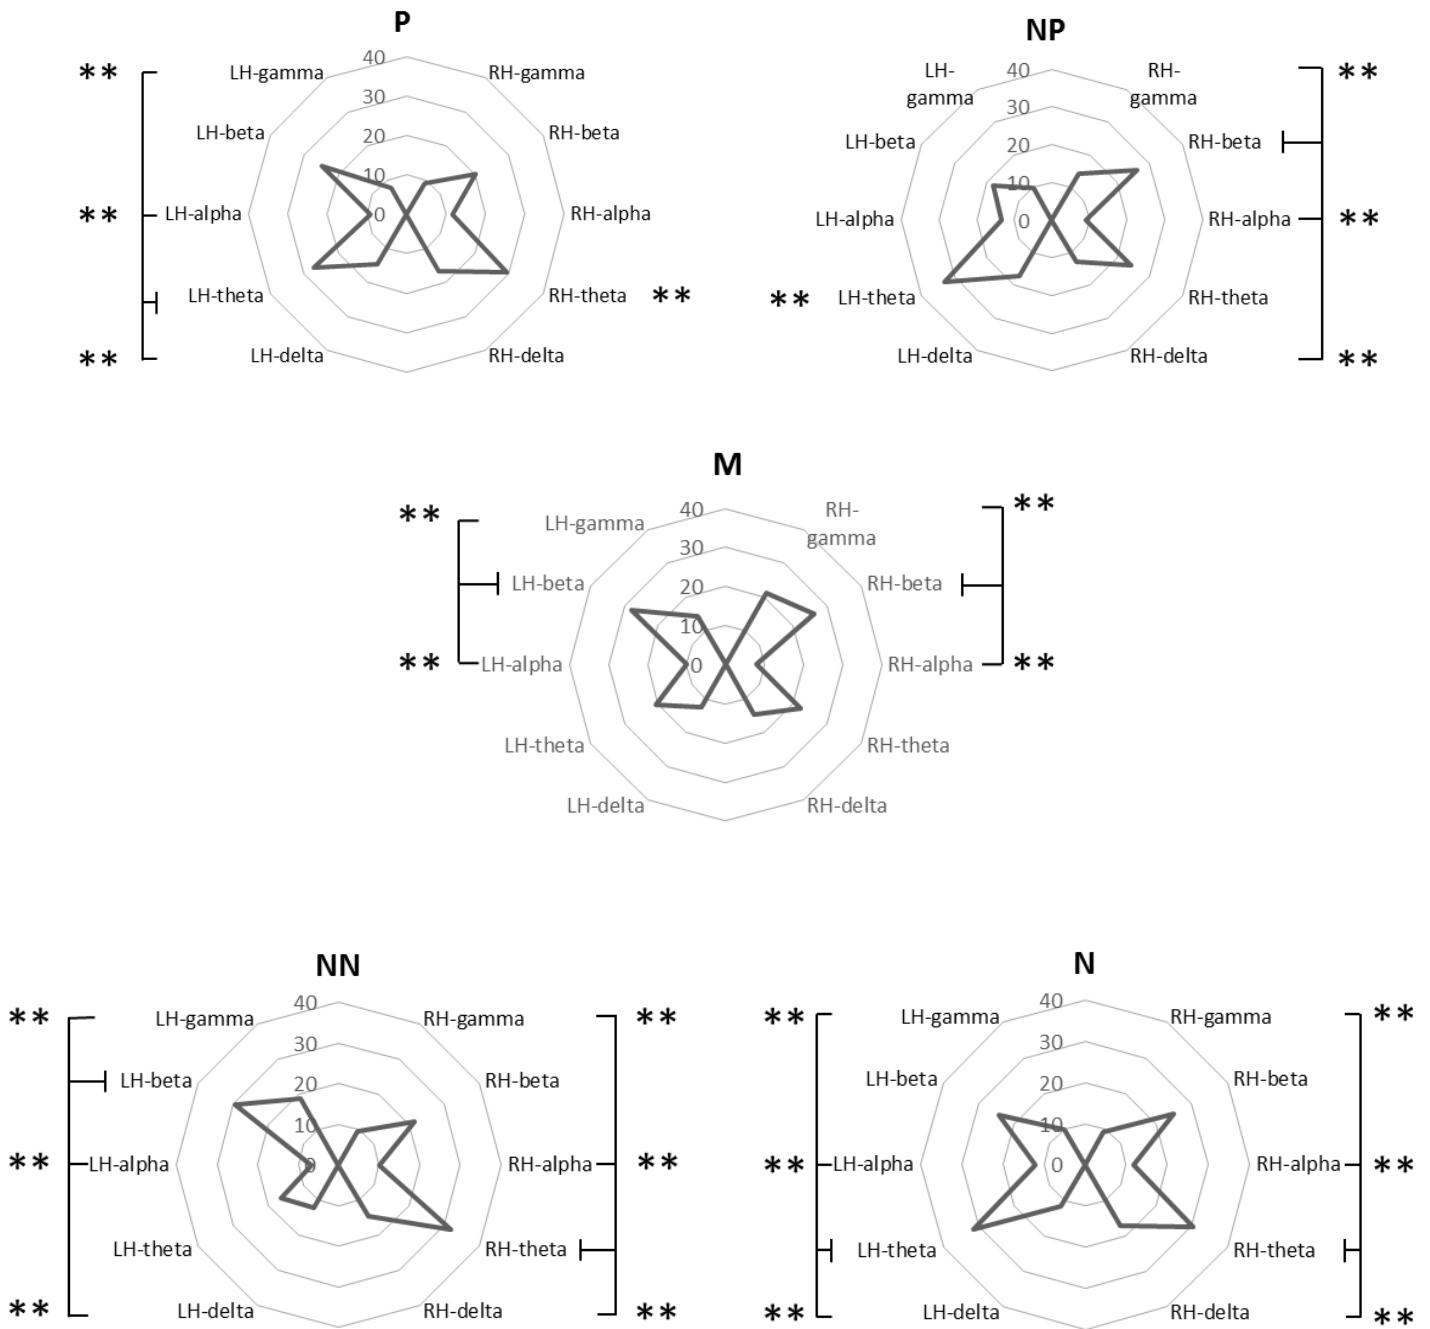 P
** LH-gamma 40 RH-gamma
30
LH-beta 20 RH-beta
10
** LH-alpha 0 RH-alpha
LH-theta RH-theta **
** LH-delta RH-delta
NP
LH- 40 RH- **
gamma 30 gamma
LH-beta 20 RH-beta
10
LH-alpha 0 RH-alpha **
** LH-theta RH-theta
LH-delta RH-delta **
M
** LH-gamma 40 RH- **
30 gamma
LH-beta 20 RH-beta
10
** LH-alpha 0 RH-alpha **
LH-theta RH-theta
LH-delta RH-delta
NN
** LH-gamma 40 RH-gamma **
30
LH-beta 20 RH-beta
10
** LH-alpha 0 RH-alpha **
LH-theta RH-theta
** LH-delta RH-delta **
N
** LH-gamma 40 RH-gamma **
30
LH-beta 20 RH-beta
10
** LH-alpha 0 RH-alpha **
LH-theta RH-theta
** LH-delta RH-delta **